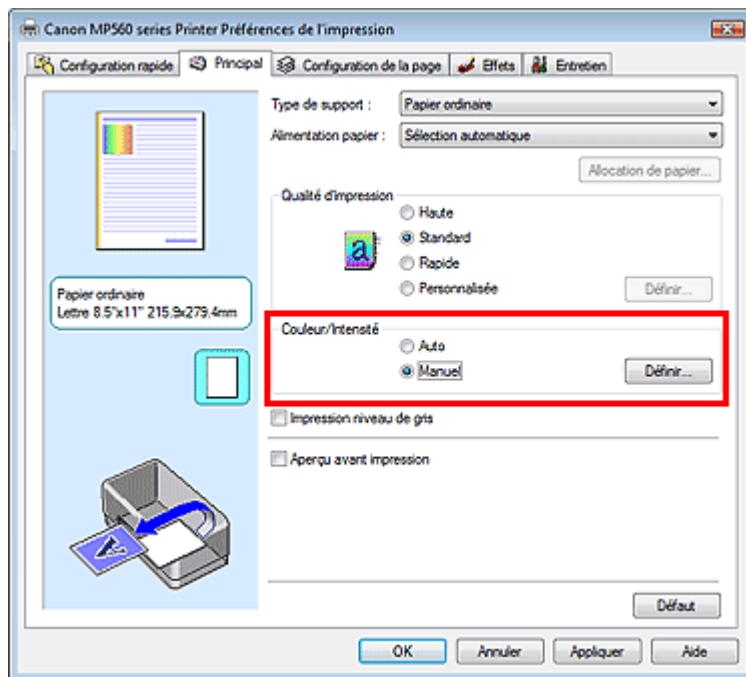 Canon MP560 series Printer Préférences de l'impression
Configuration rapide Principal Configuration de la page Effets Entretien
Type de support : Papier ordinaire
Alimentation papier : Sélection automatique
Allocation de papier...
Qualité d'impression
Haute
a Standard
Rapide
Personnalisée Définir...
Papier ordinaire
Lettre 8.5"x11" 215.9x279.4mm
Couleur/Intensité
Auto
Manuel Définir...
Impression niveau de gris
Aperçu avant impression
A
Défaut
OK Annuler Appliquer Aide